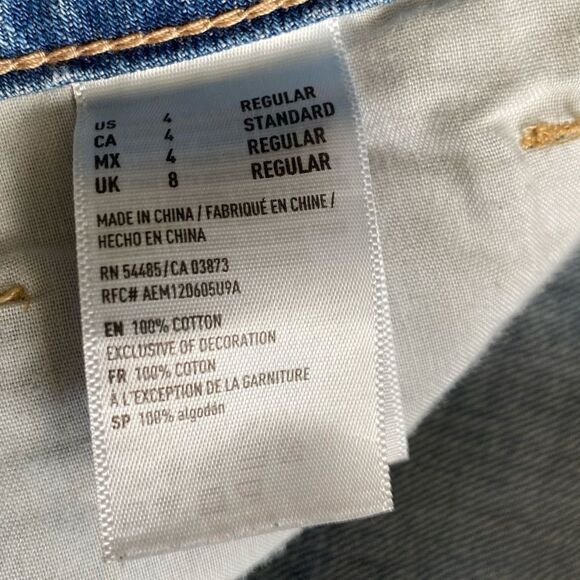 US 4 REGULAR
CA 4 STANDARD
MX 4 REGULAR
UK 8 REGULAR
MADE IN CHINA / FABRIQUÉ EN CHINE /
HECHO EN CHINA
RN 54485/CA 03873
RFC# AEM120605U9A
EN 100% COTTON
EXCLUSIVE OF DECORATION
FR 100% COTON
À L'EXCEPTION DE LA GARNITURE
SP 100% algodón